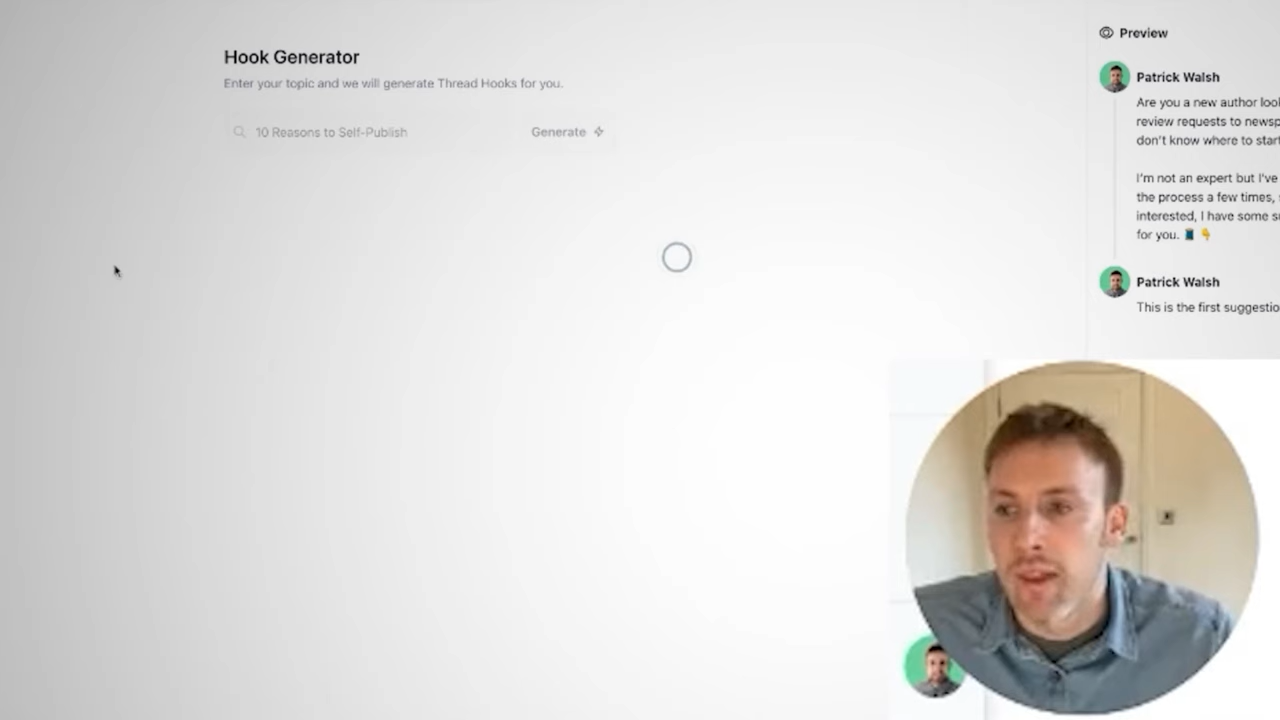 Hook Generator
Enter your topic and we will generate Thread Hooks for you.
10 Reasons to Self-Publish
Generate
Preview
Patrick Walsh
Are you a new author
review requests to
don't know where to start
I'm not an expert but I've
the process a few times,
interested, I have some
for you.
Patrick Walsh
This is the first